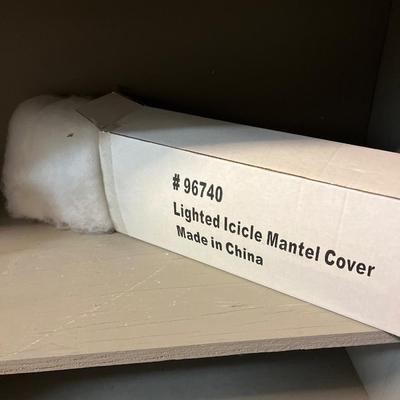 # 96740
Lighted Icicle Mantel Cover
Made in China